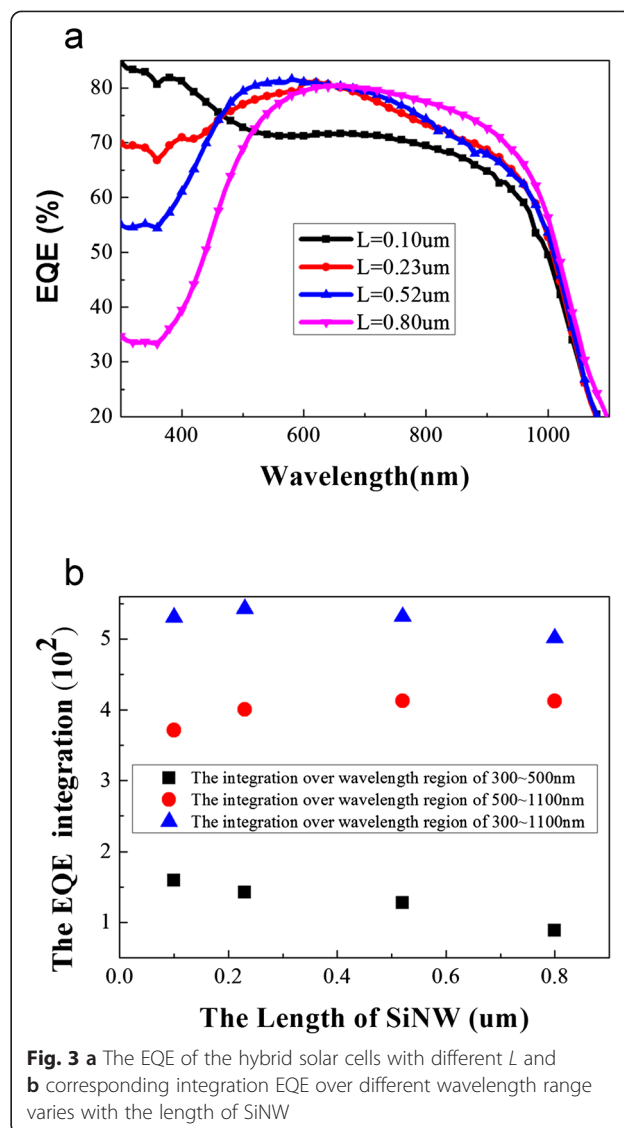 a
80
70
60
50
40
30
20
EQE (%)
L=0.10um
L=0.23um
L=0.52um
L=0.80um
400 600 800 1000
Wavelength(nm)
b
5
4
3
2
1
The EQE integration (10²)
The integration over wavelength region of 300~500nm
The integration over wavelength region of 500~1100nm
The integration over wavelength region of 300~1100nm
0.0 0.2 0.4 0.6 0.8
The Length of SiNW (um)
Fig. 3 a The EQE of the hybrid solar cells with different L and
b corresponding integration EQE over different wavelength range
varies with the length of SiNW